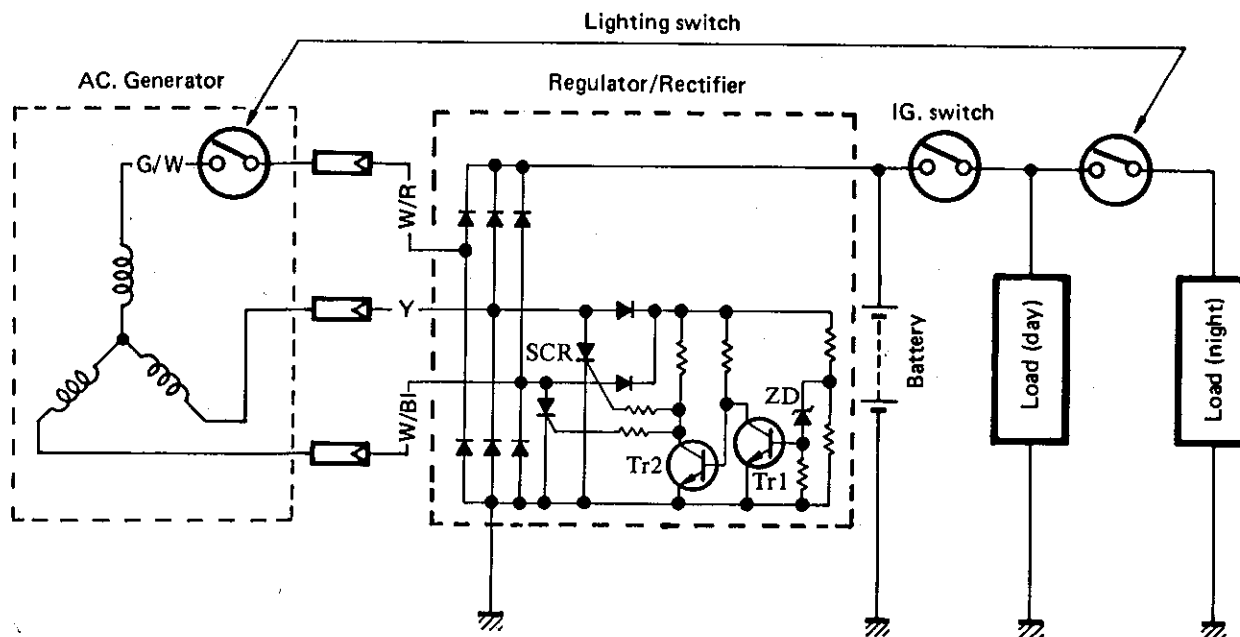 Lighting switch
AC. Generator
Regulator/Rectifier
IG. switch
G/W
W/R
Y
SCR
ZD
W/Bl
Tr2
Tr1
Battery
Load (day)
Load (night)